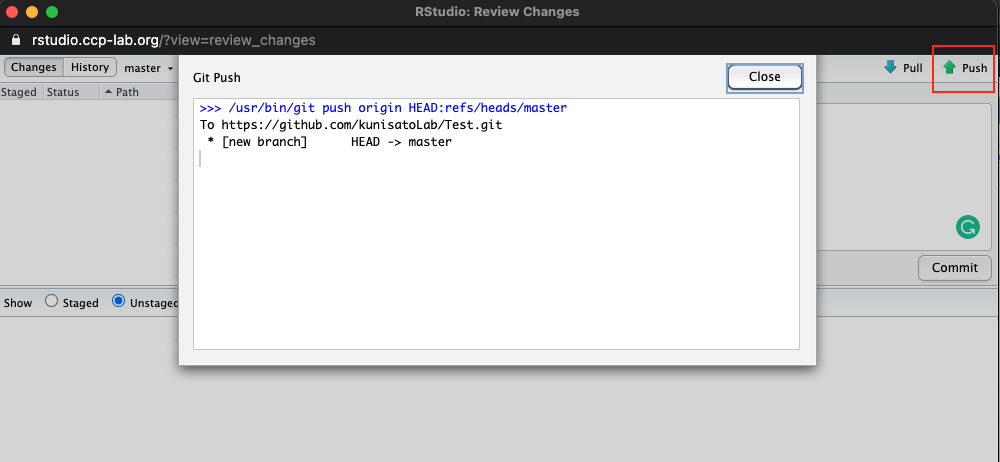 RStudio: Review Changes
rstudio.ccp-lab.org/?view=review_changes
Changes History master Pull Push
Staged Status Path
Git Push Close
>>> /usr/bin/git push origin HEAD:refs/heads/master
To https://github.com/kunisatoLab/Test.git
* [new branch] HEAD -> master
Commit
Show Staged Unstaged